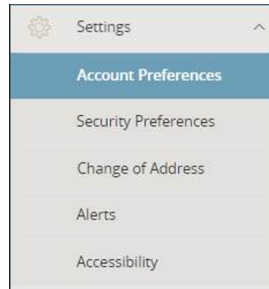 Settings
Account Preferences
Security Preferences
Change of Address
Alerts
Accessibility